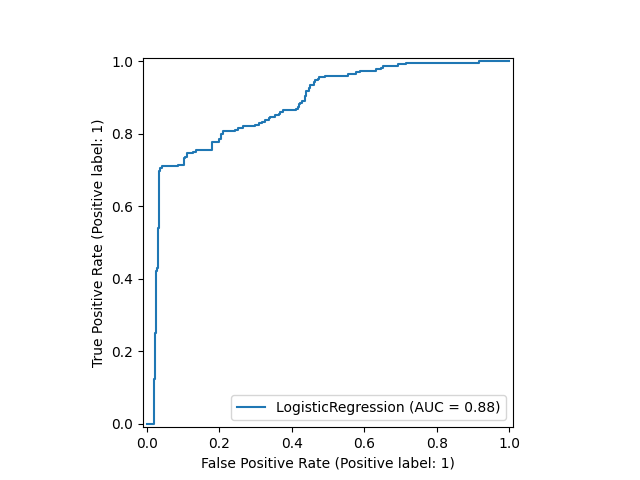 1.0
0.8
0.6
0.4
0.2
0.0
True Positive Rate (Positive label: 1)
LogisticRegression (AUC = 0.88)
0.0 0.2 0.4 0.6 0.8 1.0
False Positive Rate (Positive label: 1)